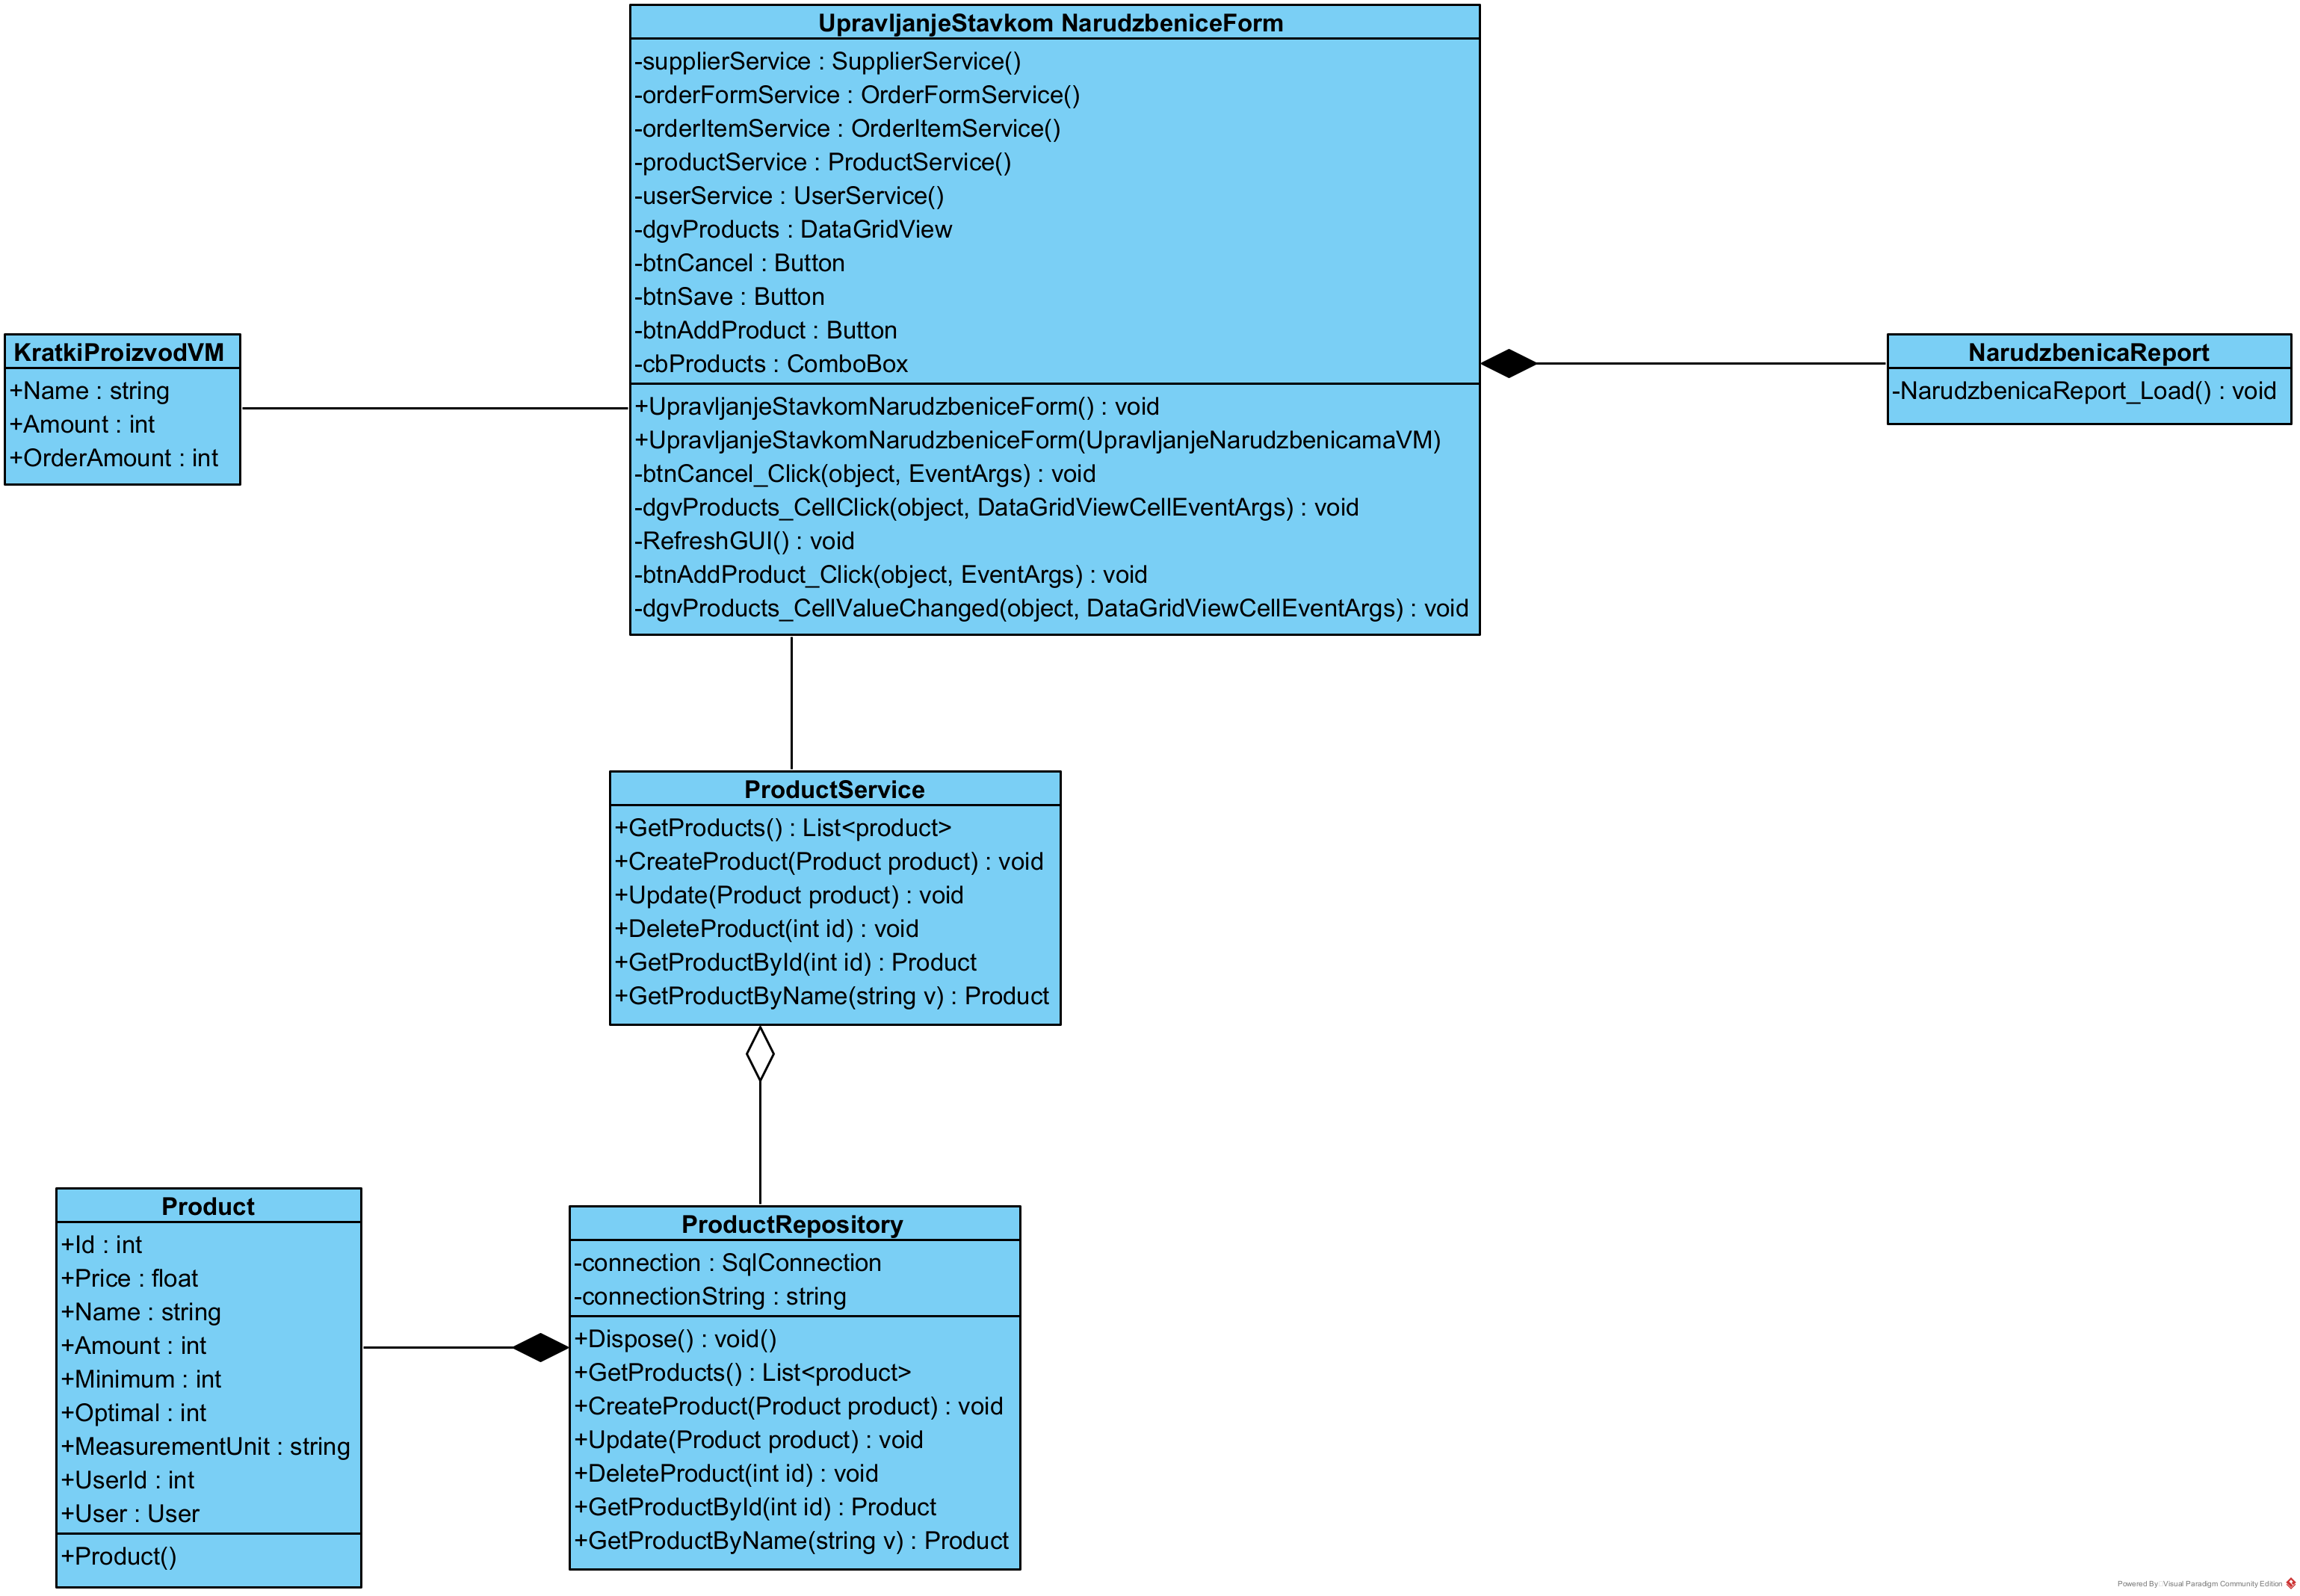 UpravljanjeStavkom NarudzbeniceForm
-supplierService : SupplierService()
-orderFormService : OrderFormService()
-orderItemService : OrderItemService()
-productService : ProductService()
-userService : UserService()
-dgvProducts : DataGridView
-btnCancel : Button
-btnSave : Button
-btnAddProduct : Button
-cbProducts : ComboBox
+UpravljanjeStavkomNarudzbeniceForm() : void
+UpravljanjeStavkomNarudzbeniceForm(UpravljanjeNarudzbenicamaVM)
-btnCancel_Click(object, EventArgs) : void
-dgvProducts_CellClick(object, DataGridViewCellEventArgs) : void
-RefreshGUI() : void
-btnAddProduct_Click(object, EventArgs) : void
-dgvProducts_CellValueChanged(object, DataGridViewCellEventArgs) : void
KratkiProizvodVM
+Name : string
+Amount : int
+OrderAmount : int
NarudzbenicaReport
-NarudzbenicaReport_Load() : void
ProductService
+GetProducts() : List<product>
+CreateProduct(Product product) : void
+Update(Product product) : void
+DeleteProduct(int id) : void
+GetProductById(int id) : Product
+GetProductByName(string v) : Product
Product
+Id : int
+Price : float
+Name : string
+Amount : int
+Minimum : int
+Optimal : int
+MeasurementUnit : string
+UserId : int
+User : User
+Product()
ProductRepository
-connection : SqlConnection
-connectionString : string
+Dispose() : void()
+GetProducts() : List<product>
+CreateProduct(Product product) : void
+Update(Product product) : void
+DeleteProduct(int id) : void
+GetProductById(int id) : Product
+GetProductByName(string v) : Product
Powered By: Visual Paradigm Community Edition